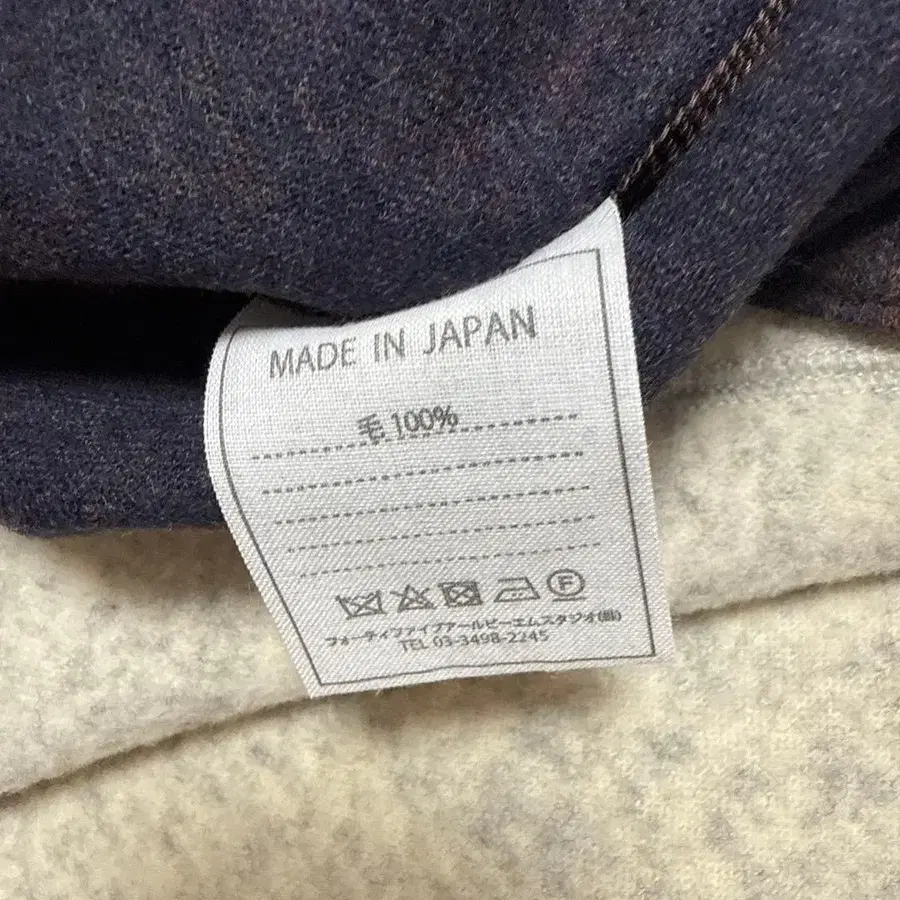 MADE IN JAPAN
毛 100%
フォーティファイブアールピーエムスタジオ(株)
TEL 03-3498-2245